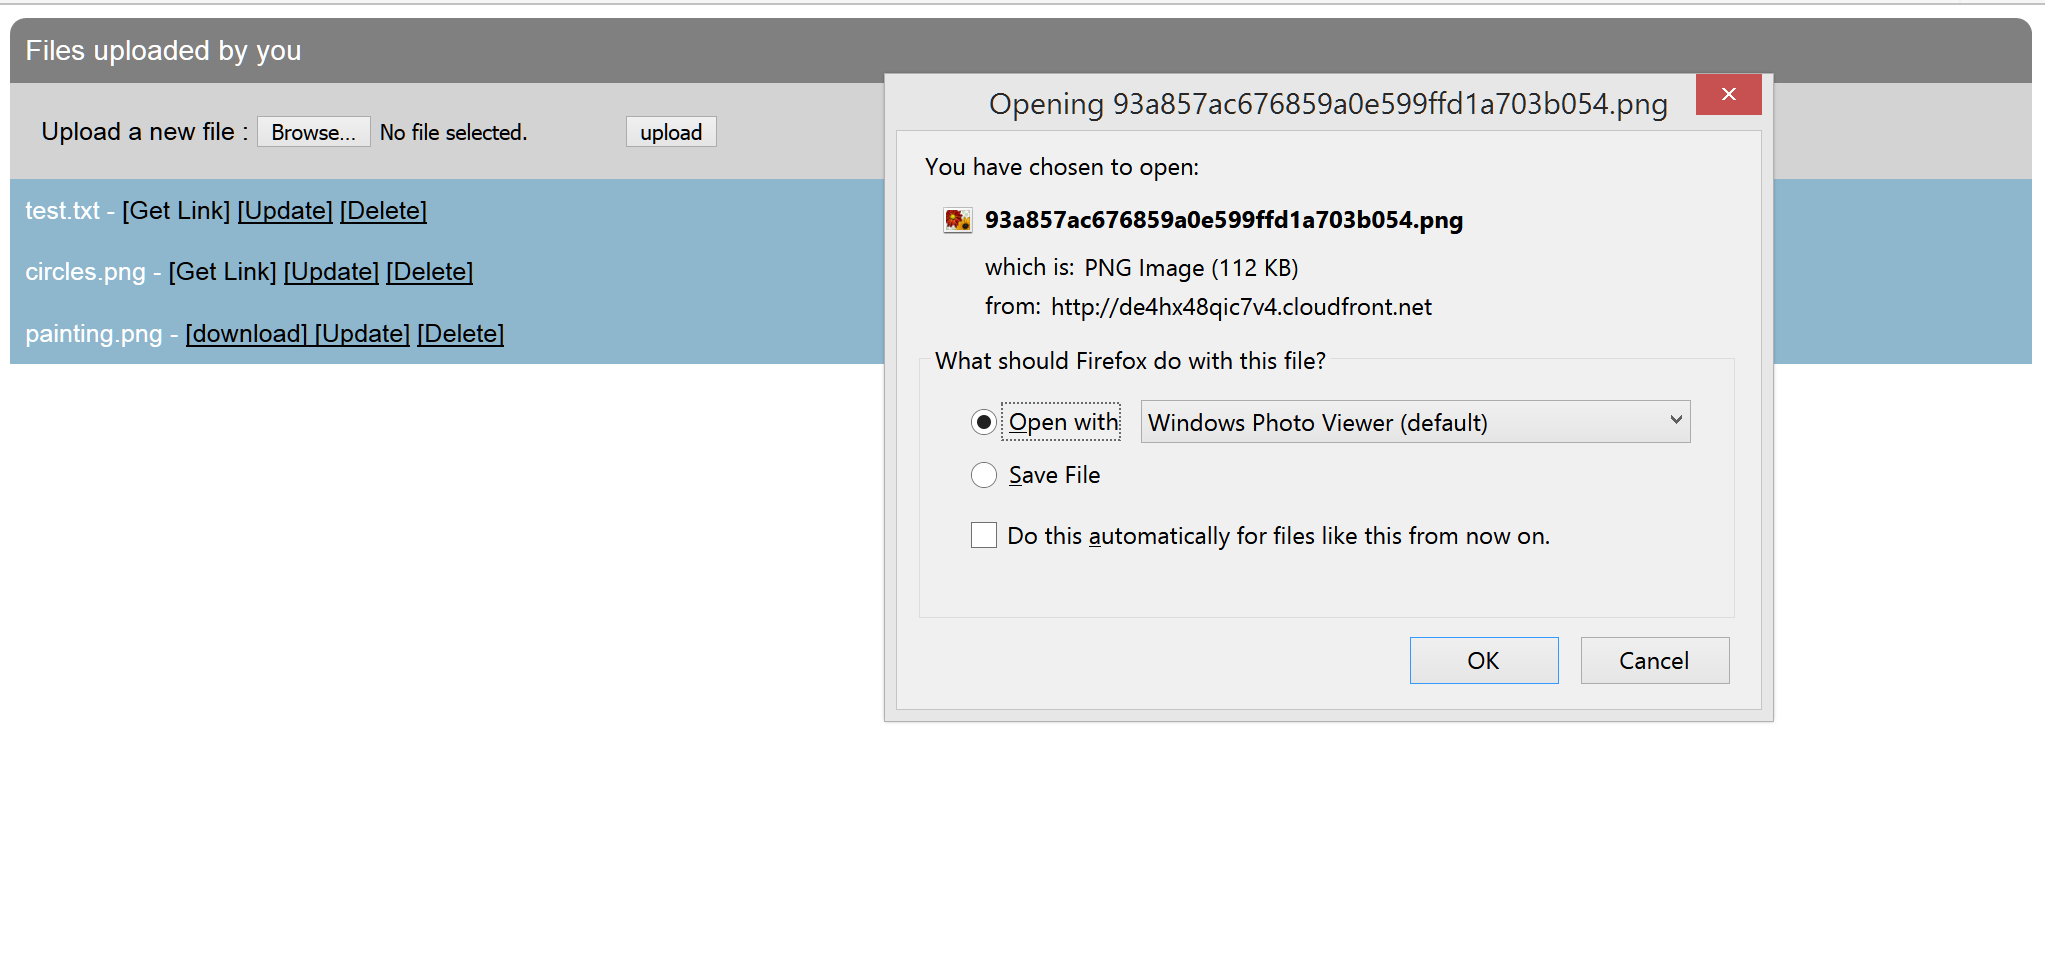 Files uploaded by you
Upload a new file : Browse... No file selected. upload
test.txt - [Get Link] [Update] [Delete]
circles.png - [Get Link] [Update] [Delete]
painting.png - [download] [Update] [Delete]
Opening 93a857ac676859a0e599ffd1a703b054.png
You have chosen to open:
93a857ac676859a0e599ffd1a703b054.png
which is: PNG Image (112 KB)
from: http://de4hx48qic7v4.cloudfront.net
What should Firefox do with this file?
Open with Windows Photo Viewer (default)
Save File
Do this automatically for files like this from now on.
OK Cancel